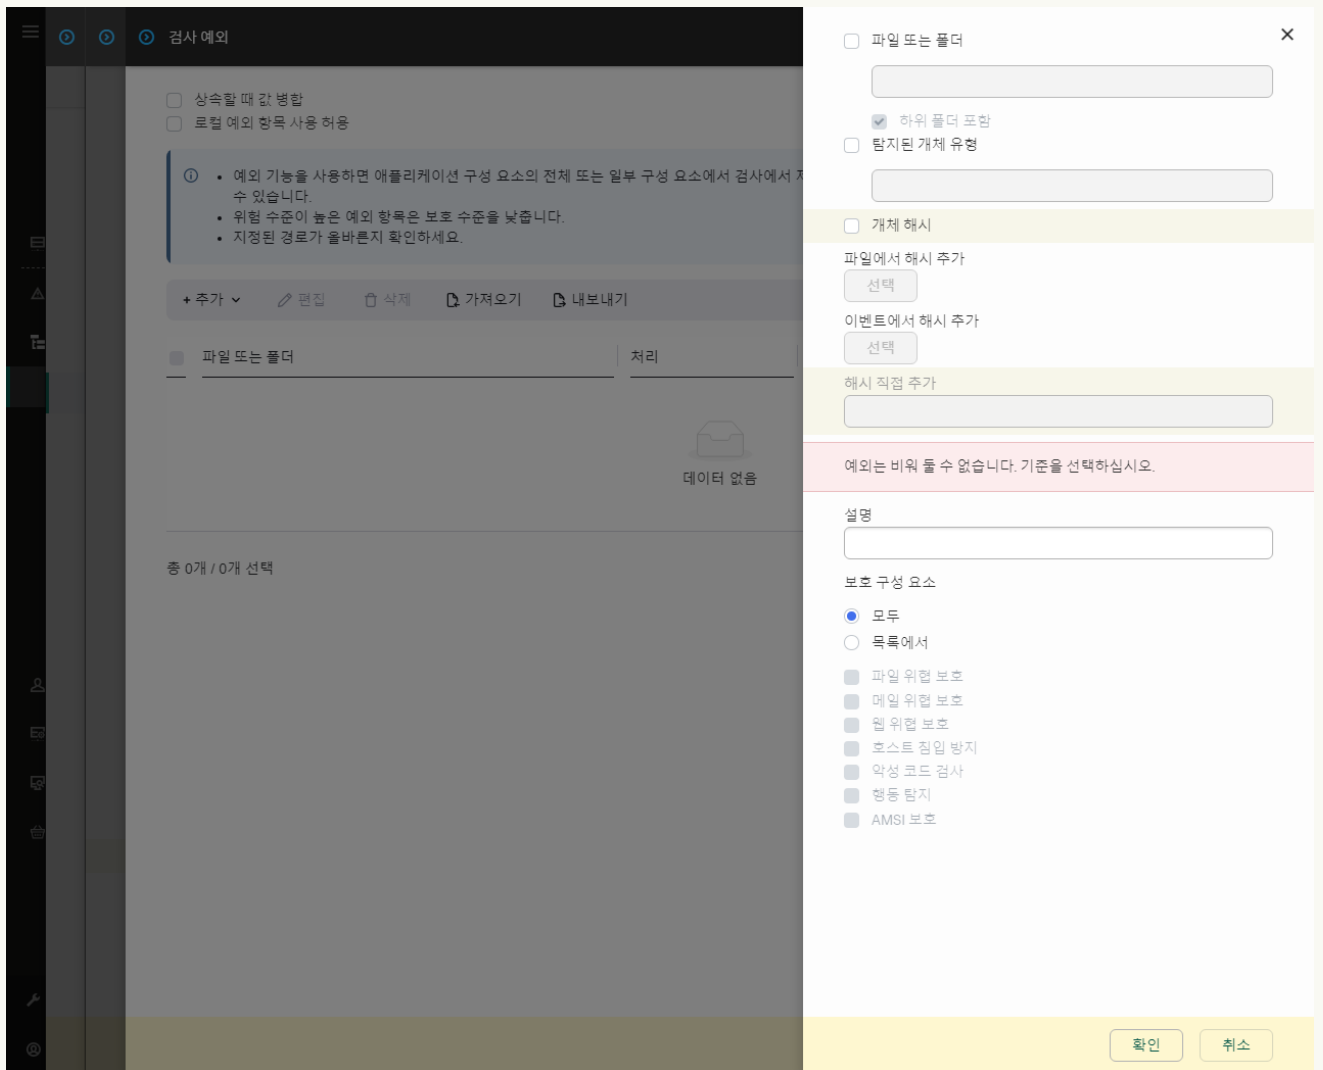 검사 예외
상속할 때 값 병합
로컬 예외 항목 사용 허용
• 예외 기능을 사용하면 애플리케이션 구성 요소의 전체 또는 일부 구성 요소에서 검사에서
수 있습니다.
• 위험 수준이 높은 예외 항목은 보호 수준을 낮춥니다.
• 지정된 경로가 올바른지 확인하세요.
+ 추가
편집
삭제
가져오기
내보내기
파일 또는 폴더
처리
데이터 없음
총 0개 / 0개 선택
파일 또는 폴더
하위 폴더 포함
탐지된 개체 유형
개체 해시
파일에서 해시 추가
선택
이벤트에서 해시 추가
선택
해시 직접 추가
예외는 비워 둘 수 없습니다. 기준을 선택하십시오.
설명
보호 구성 요소
모두
목록에서
파일 위협 보호
메일 위협 보호
웹 위협 보호
호스트 침입 방지
악성 코드 검사
행동 탐지
AMSI 보호
확인
취소